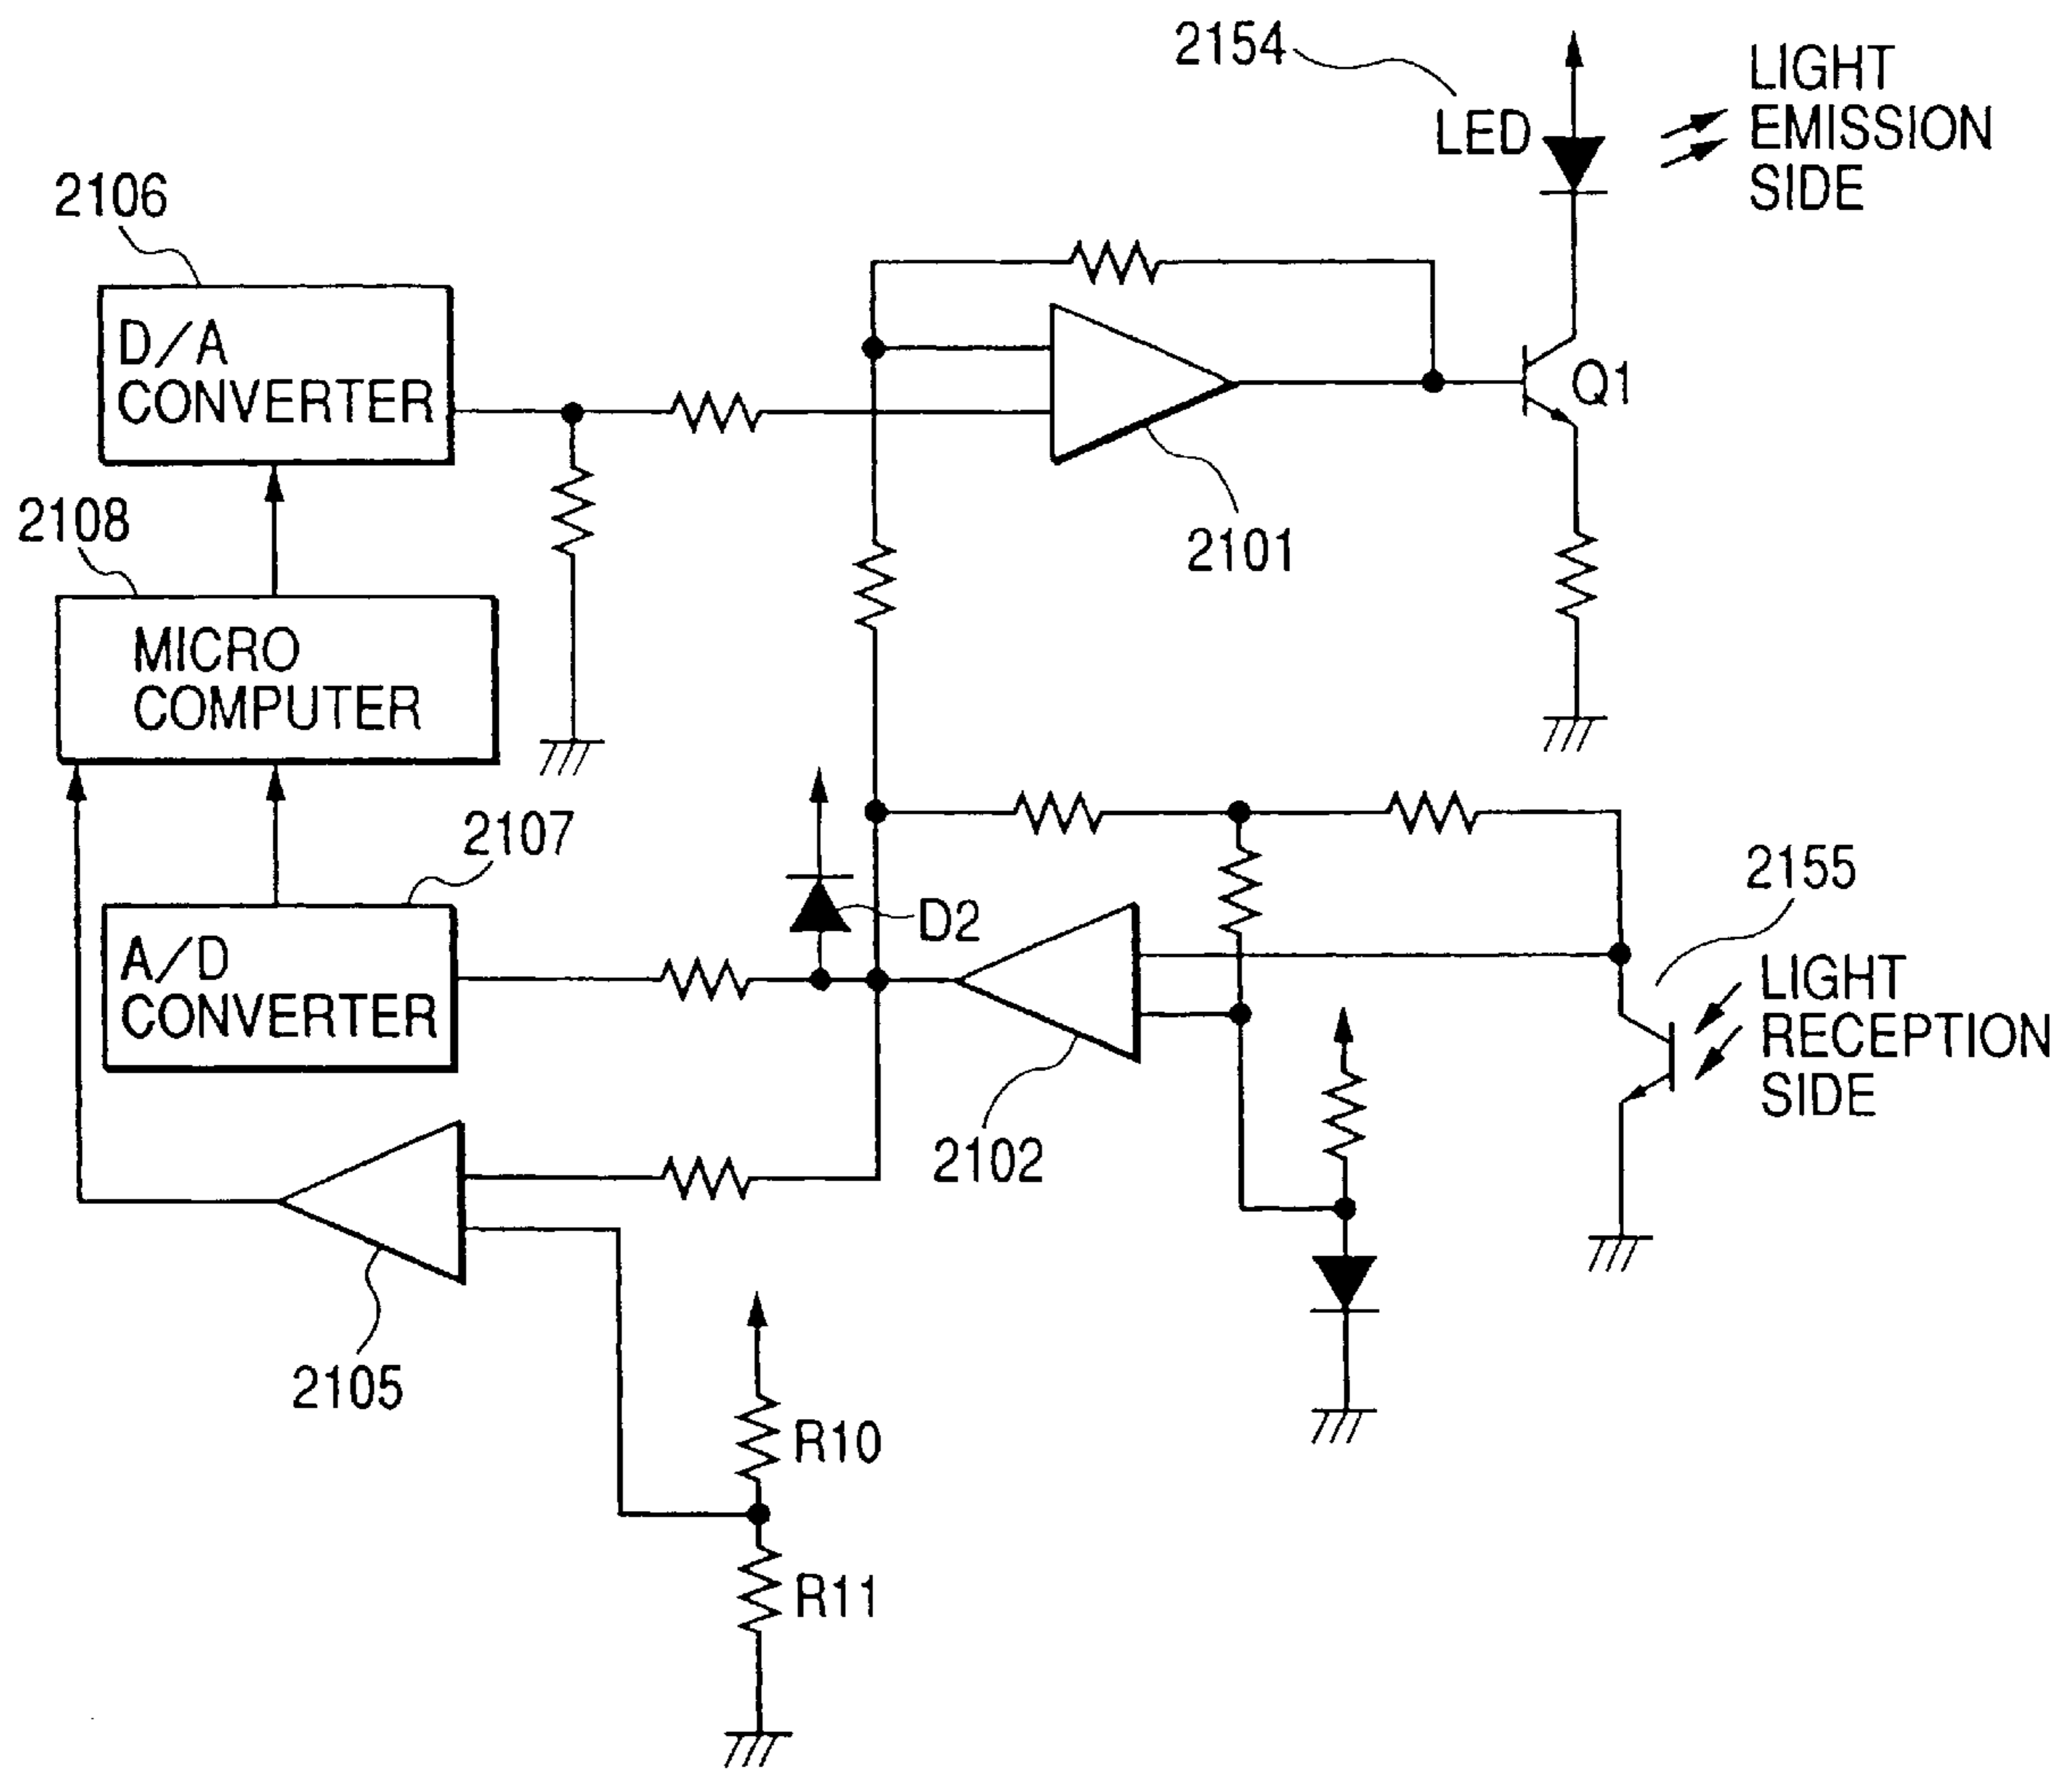 2154
LIGHT
LED
EMISSION
SIDE
2106
D/A
CONVERTER
Q1
2108
2101
MICRO
COMPUTER
2107
2155
D2
A/D
CONVERTER
LIGHT
RECEPTION
SIDE
2102
2105
R10
R11